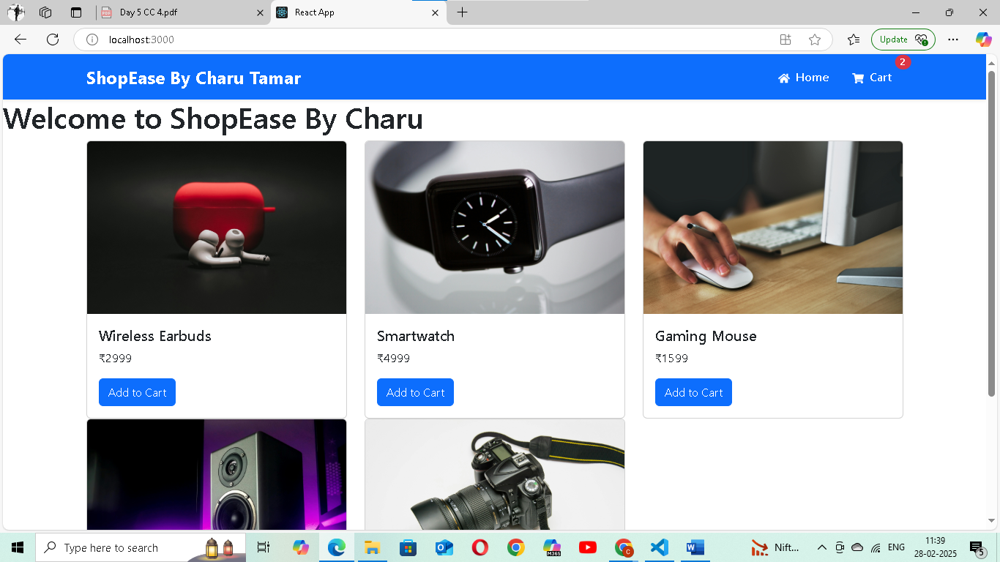 Day 5 CC 4.pdf
React App
localhost:3000
Update
ShopEase By Charu Tamar
Home
Cart
2
Welcome to ShopEase By Charu
Wireless Earbuds
₹2999
Add to Cart
Smartwatch
₹4999
Add to Cart
Gaming Mouse
₹1599
Add to Cart
Type here to search
M365
C
W
Nift...
ENG
11:39
28-02-2025
5